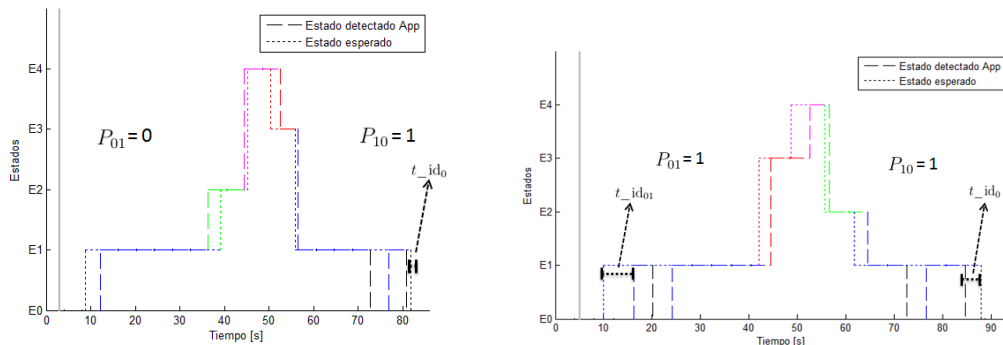 Estado detectado App
Estado esperado
E4
E3
E2
E1
E0
Estados
P01 = 0
P10 = 1
t_id0
0 10 20 30 40 50 60 70 80
Tiempo [s]
Estado detectado App
Estado esperado
E4
E3
E2
E1
E0
Estados
P01 = 1
P10 = 1
t_id01
t_id0
0 10 20 30 40 50 60 70 80 90
Tiempo [s]